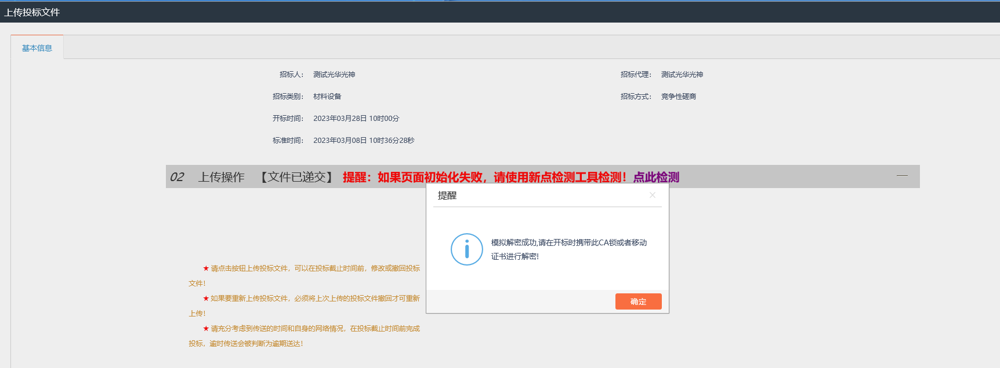 上传投标文件
基本信息
招标人： 测试光华光神 招标代理： 测试光华光神
招标类别： 材料设备 招标方式： 竞争性磋商
开标时间： 2023年03月28日 10时00分
标准时间： 2023年03月08日 10时36分28秒
02 上传操作 【文件已递交】 提醒：如果页面初始化失败，请使用新点检测工具检测！点此检测
提醒
模拟解密成功,请在开标时携带此CA锁或者移动
证书进行解密!
确定
★ 请点击按钮上传投标文件，可以在投标截止时间前，修改或撤回投标
文件！
★ 如果要重新上传投标文件，必须将上次上传的投标文件撤回才可重新
上传！
★ 请充分考虑到传送的时间和自身的网络情况，在投标截止时间前完成
投标，逾时传送会被判断为逾期送达！